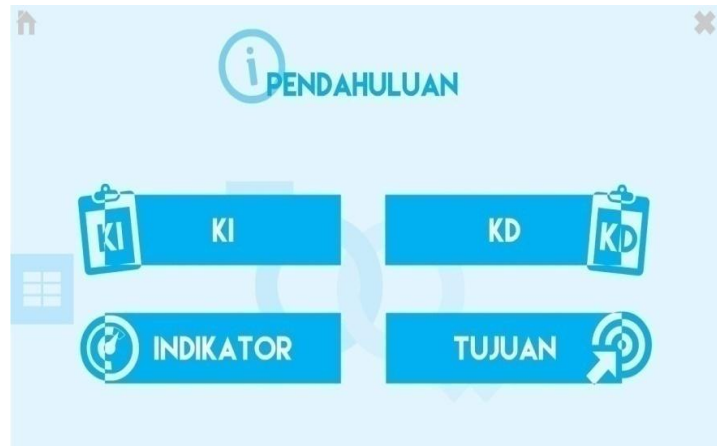 i
PENDAHULUAN
KI KI
KD KD
INDIKATOR
TUJUAN